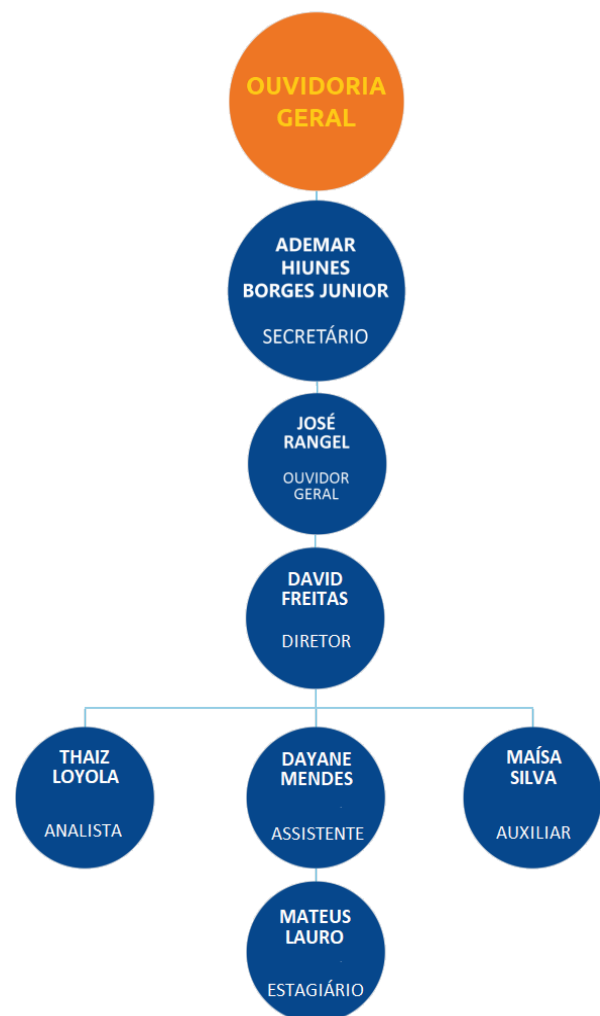 OUVIDORIA
GERAL
ADEMAR
HIUNES
BORGES JUNIOR
SECRETÁRIO
JOSÉ
RANGEL
OUVIDOR
GERAL
DAVID
FREITAS
DIRETOR
THAIZ
LOYOLA
ANALISTA
DAYANE
MENDES
ASSISTENTE
MAÍSA
SILVA
AUXILIAR
MATEUS
LAURO
ESTAGIÁRIO